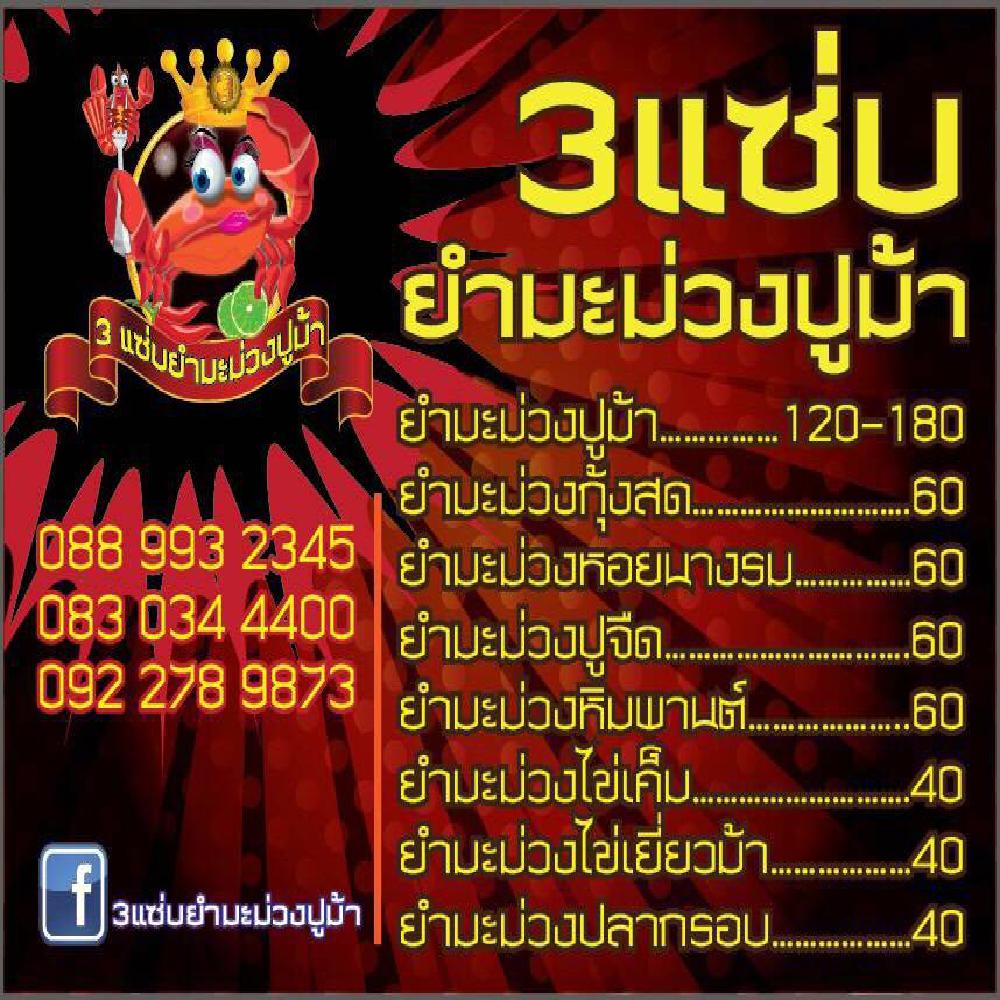 3แซ่บ
ยำมะม่วงปูม้า
3 แซ่บยำมะม่วงปูม้า
ยำมะม่วงปูม้า...............120-180
ยำมะม่วงกุ้งสด............................60
ยำมะม่วงหอยนางรม...............60
ยำมะม่วงปูจืด...............................60
ยำมะม่วงหิมพานต์....................60
ยำมะม่วงไข่เค็ม............................40
ยำมะม่วงไข่เยี่ยวม้า..................40
ยำมะม่วงปลากรอบ..................40
088 993 2345
083 034 4400
092 278 9873
f
3แซ่บยำมะม่วงปูม้า